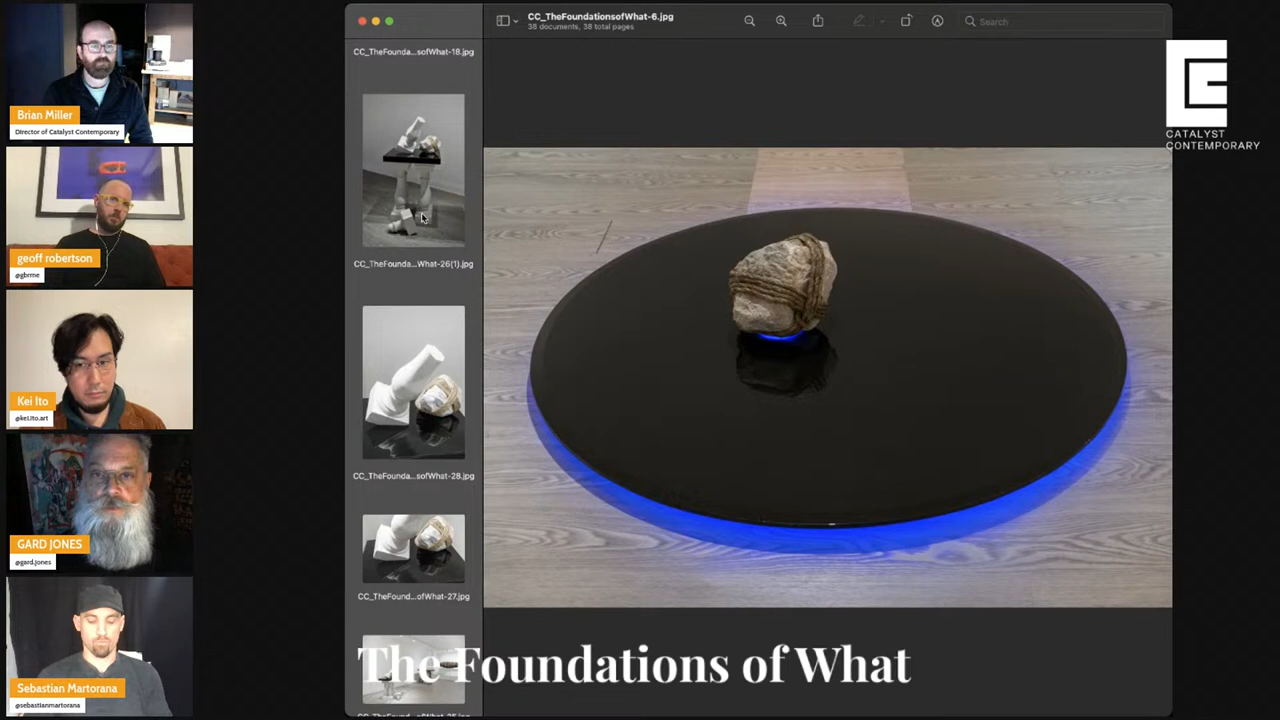 Brian Miller
Director of Catalyst Contemporary
geoff robertson
@gbrme
Kei Ito
@kei.ito.art
GARD JONES
@gard.jones
Sebastian Martorana
@sebastianmartorana
CC_TheFounda...sofWhat-18.jpg
CC_TheFounda...What-26(1).jpg
CC_TheFounda...sofWhat-28.jpg
CC_TheFound...ofWhat-27.jpg
CC_TheFoundationsofWhat-6.jpg
38 documents, 38 total pages
Search
CATALYST
CONTEMPORARY
The Foundations of What